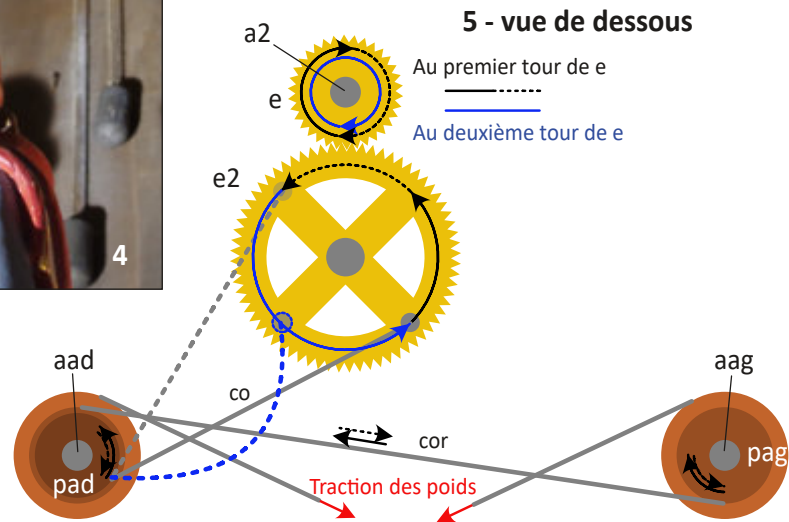 5 - vue de dessous
a2
Au premier tour de e
e
Au deuxième tour de e
e2
4
aad
aag
co
cor
pad
pag
Traction des poids